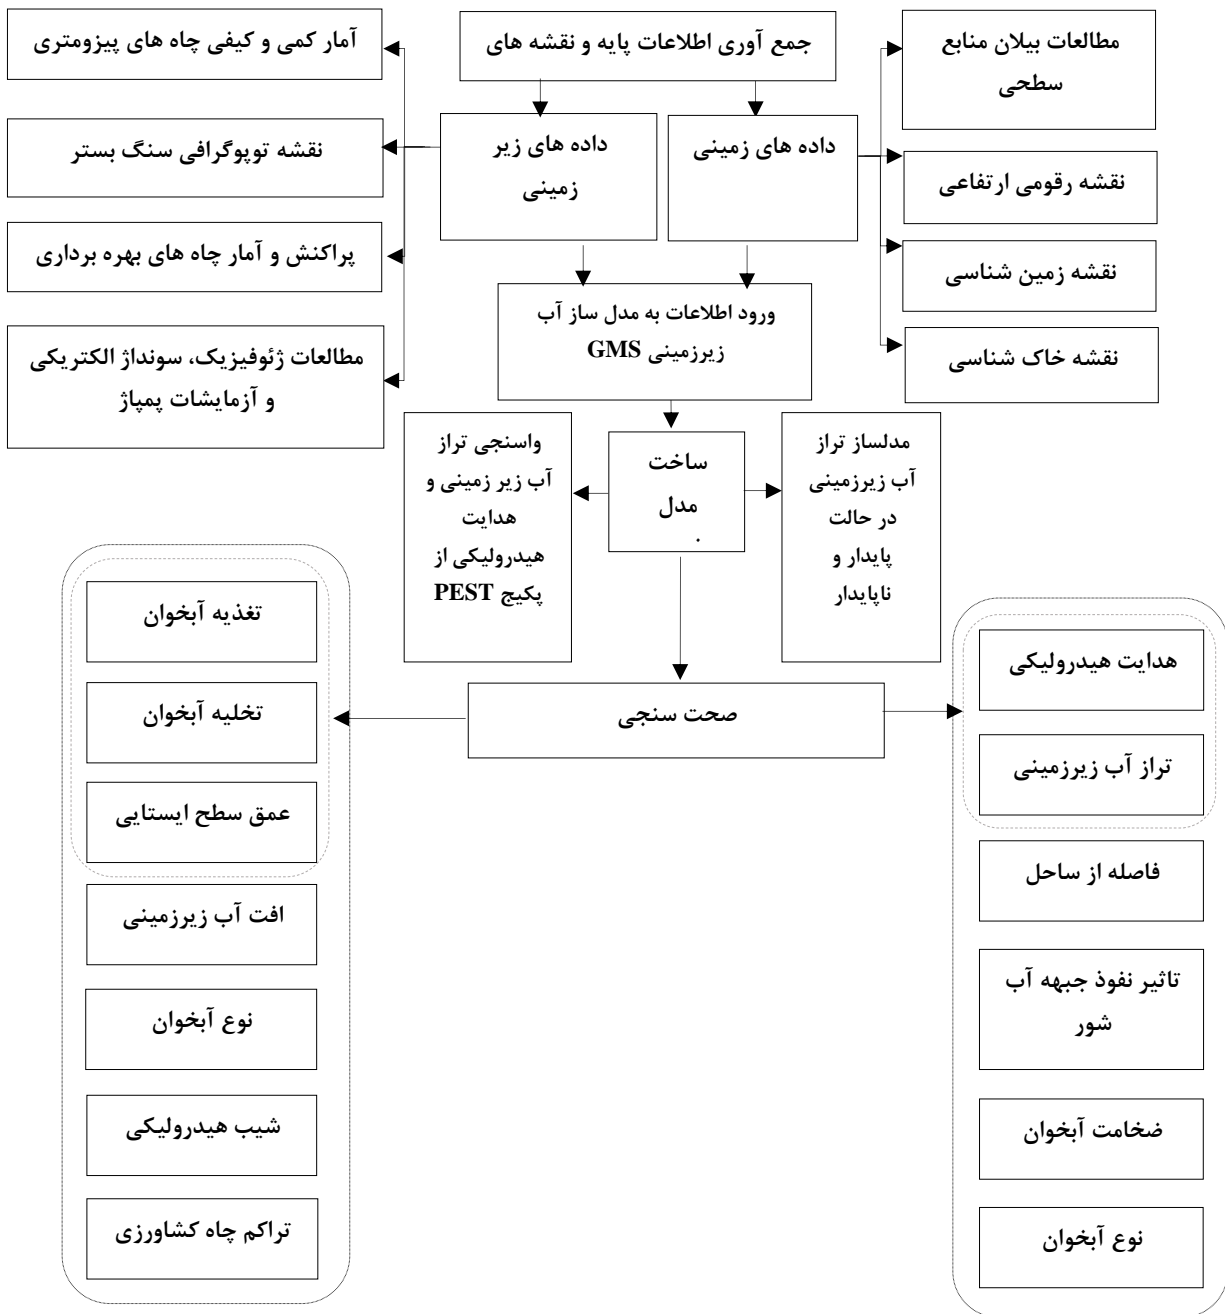 جمع آوری اطلاعات پایه و نقشه های
مطالعات بیلان منابع
سطحی
نقشه رقومی ارتفاعی
نقشه زمین شناسی
نقشه خاک شناسی
داده های زمینی
داده های زیر
زمینی
آمار کمی و کیفی چاه های پیزومتری
نقشه توپوگرافی سنگ بستر
پراکنش و آمار چاه های بهره برداری
مطالعات ژئوفیزیک، سونداژ الکتریکی
و آزمایشات پمپاژ
ورود اطلاعات به مدل ساز آب
زیرزمینی GMS
مدلساز تراز
آب زیرزمینی
در حالت
پایدار و
ناپایدار
ساخت
مدل
.
واسنجی تراز
آب زیر زمینی و
هدایت
هیدرولیکی از
پکیج PEST
صحت سنجی
هدایت هیدرولیکی
تراز آب زیرزمینی
فاصله از ساحل
تاثیر نفوذ جبهه آب
شور
ضخامت آبخوان
نوع آبخوان
تغذیه آبخوان
تخلیه آبخوان
عمق سطح ایستایی
افت آب زیرزمینی
نوع آبخوان
شیب هیدرولیکی
تراکم چاه کشاورزی